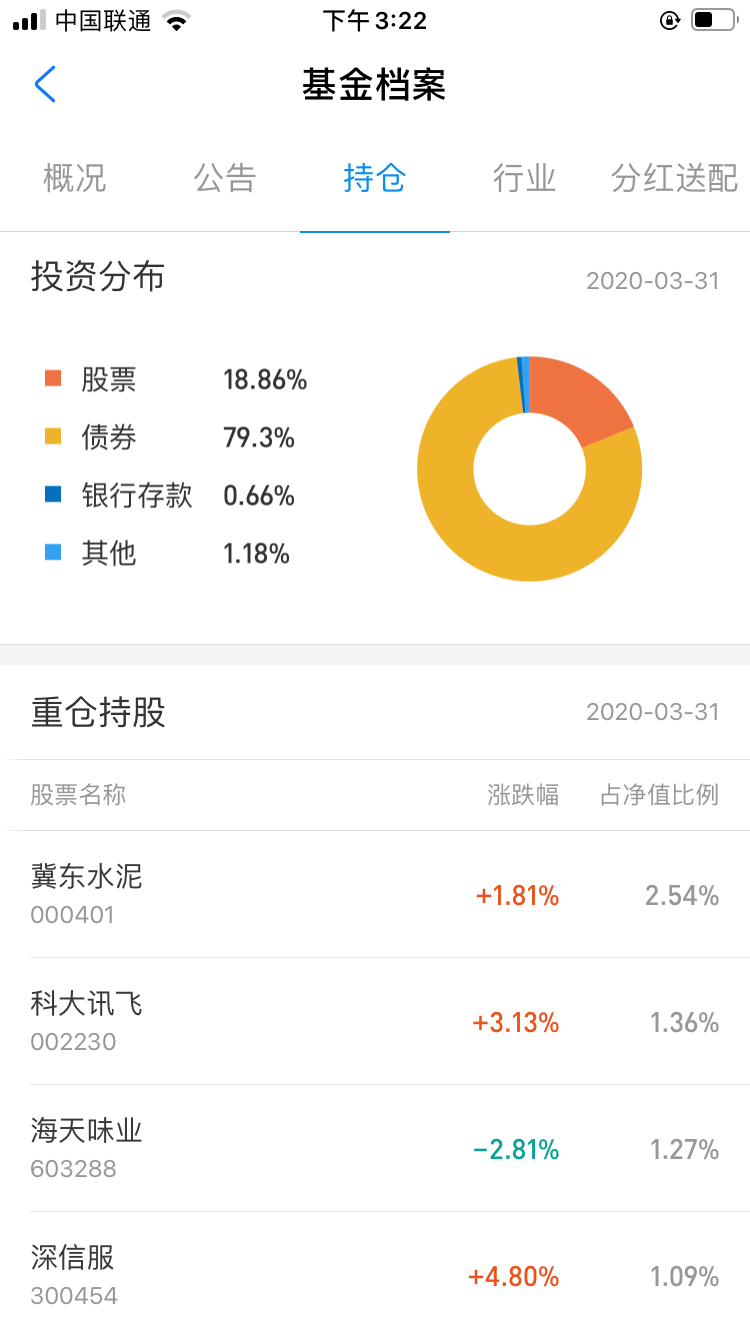 中国联通 下午3:22
基金档案
概况 公告 持仓 行业 分红送配
投资分布 2020-03-31
股票 18.86%
债券 79.3%
银行存款 0.66%
其他 1.18%
重仓持股 2020-03-31
股票名称 涨跌幅 占净值比例
冀东水泥
+1.81% 2.54%
000401
科大讯飞
+3.13% 1.36%
002230
海天味业
-2.81% 1.27%
603288
深信服
+4.80% 1.09%
300454